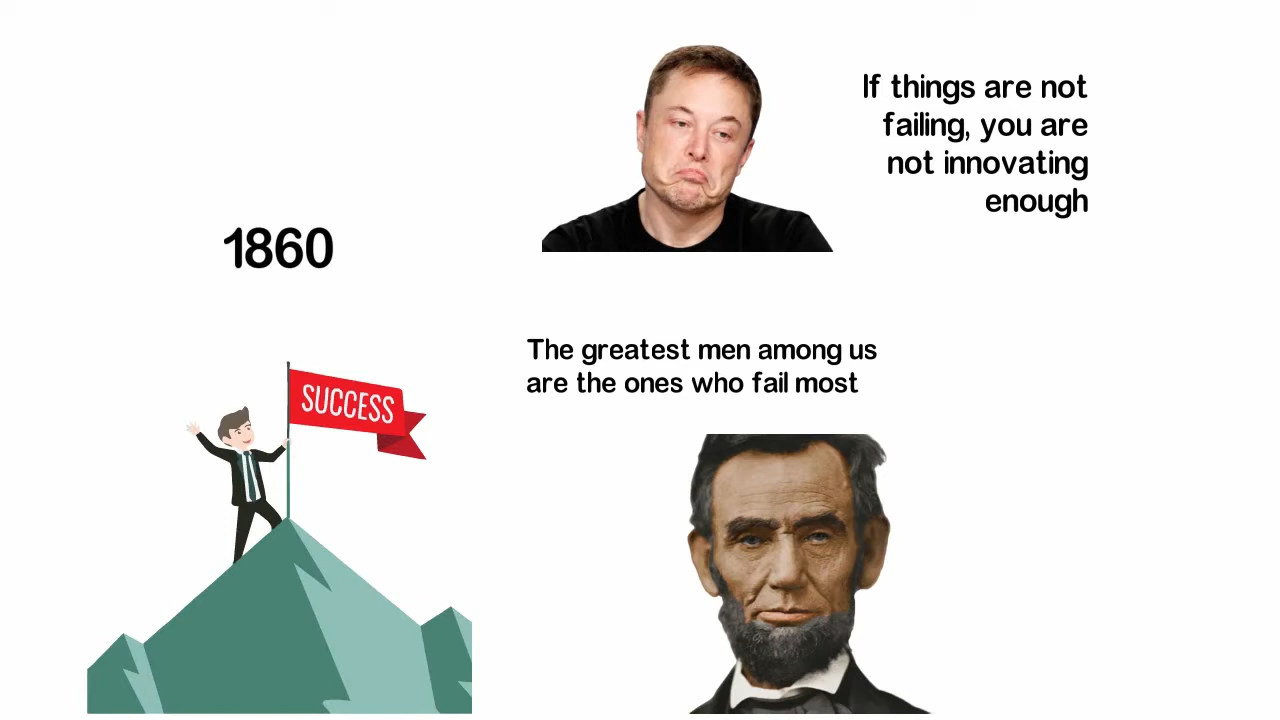 If things are not
failing, you are
not innovating
enough
1860
The greatest men among us
are the ones who fail most
SUCCESS